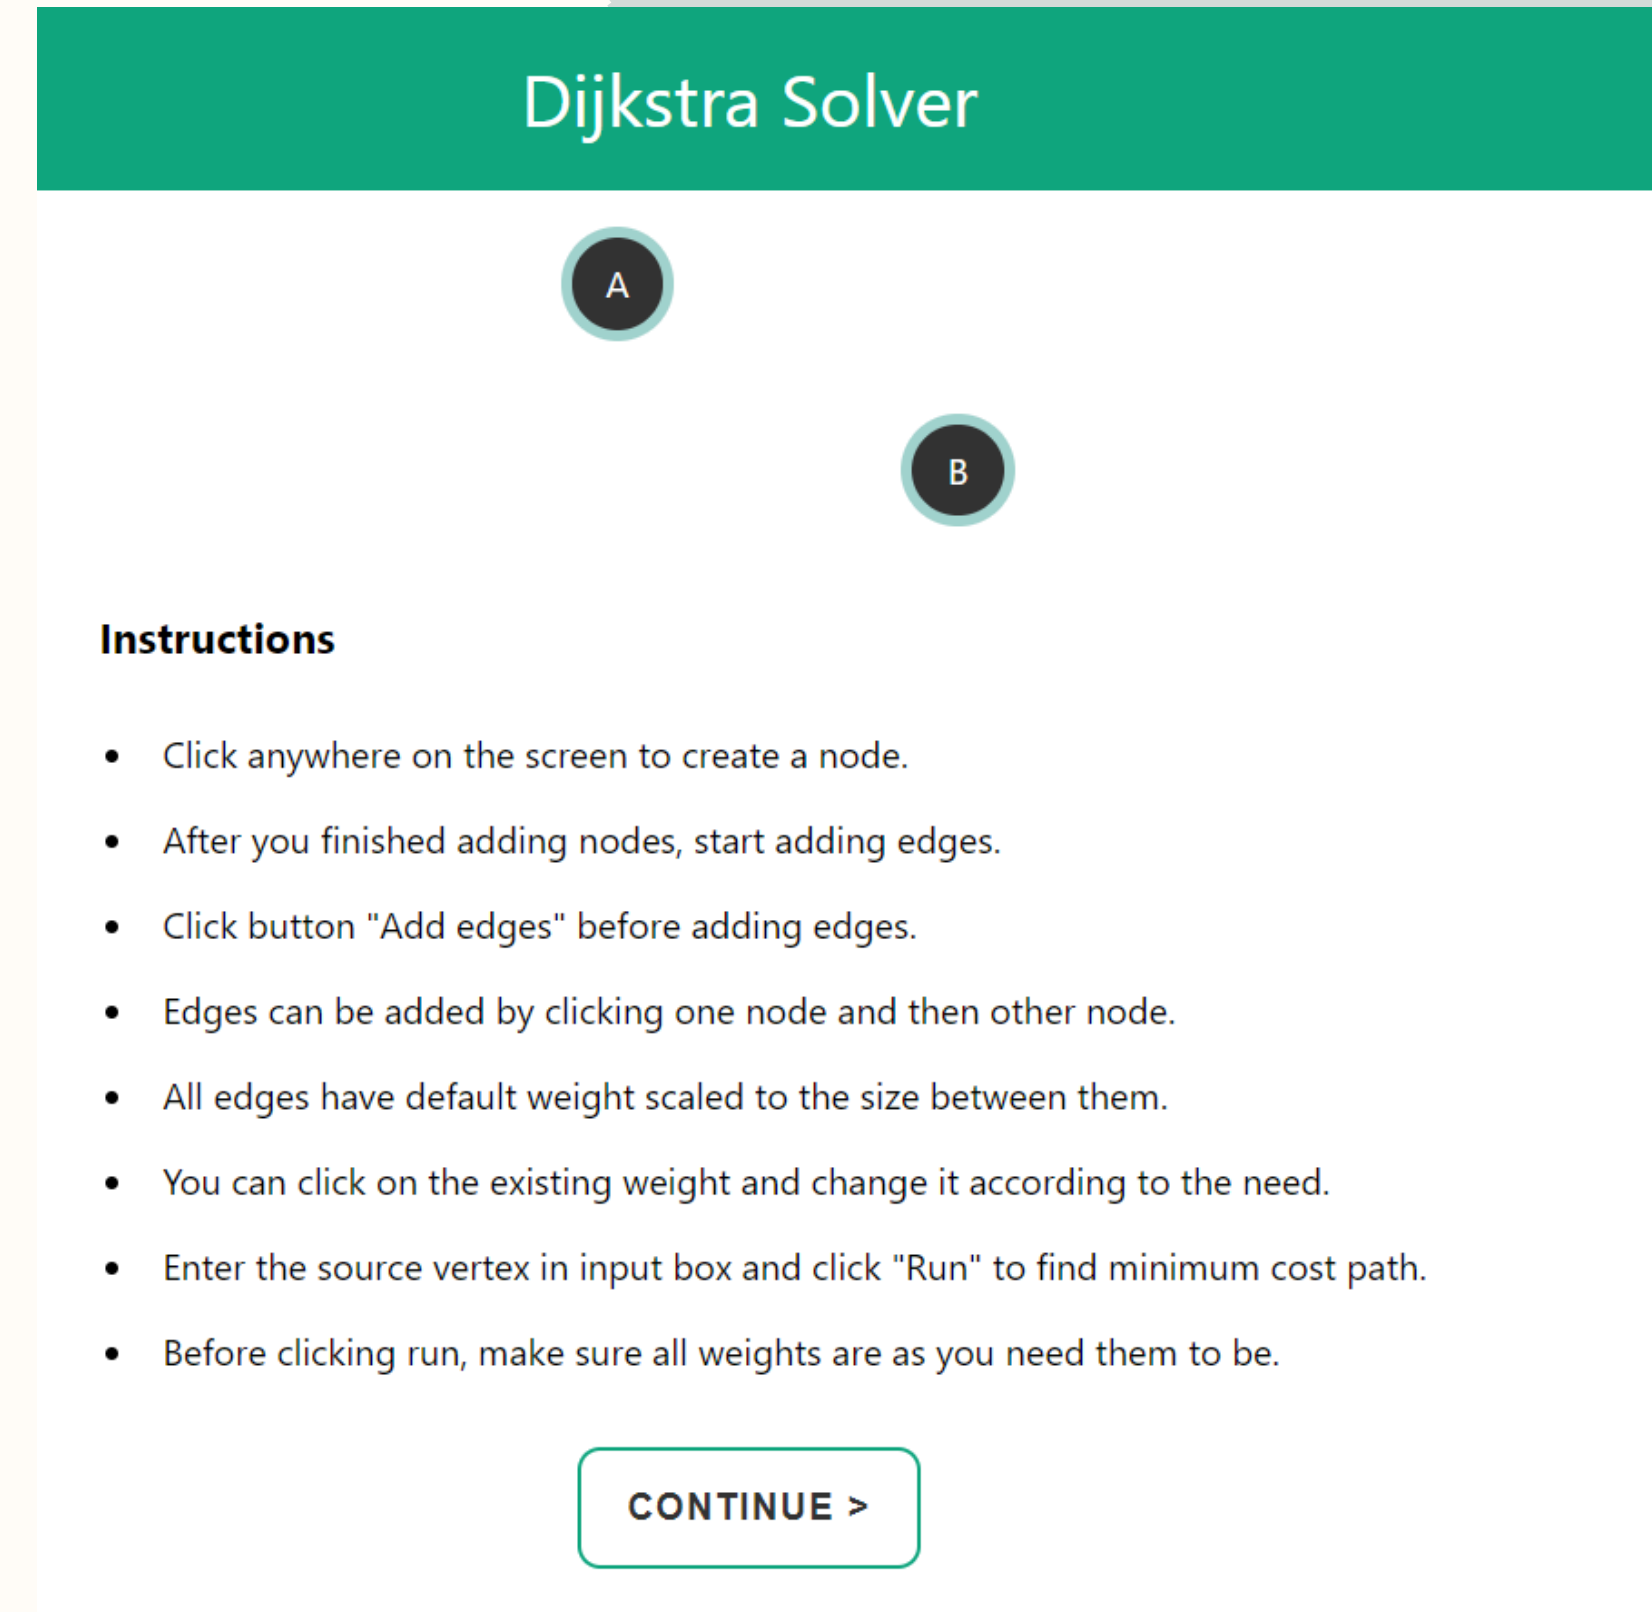 Dijkstra Solver
A
B
Instructions
Click anywhere on the screen to create a node.
After you finished adding nodes, start adding edges.
Click button "Add edges" before adding edges.
Edges can be added by clicking one node and then other node.
All edges have default weight scaled to the size between them.
You can click on the existing weight and change it according to the need.
Enter the source vertex in input box and click "Run" to find minimum cost path.
Before clicking run, make sure all weights are as you need them to be.
CONTINUE >